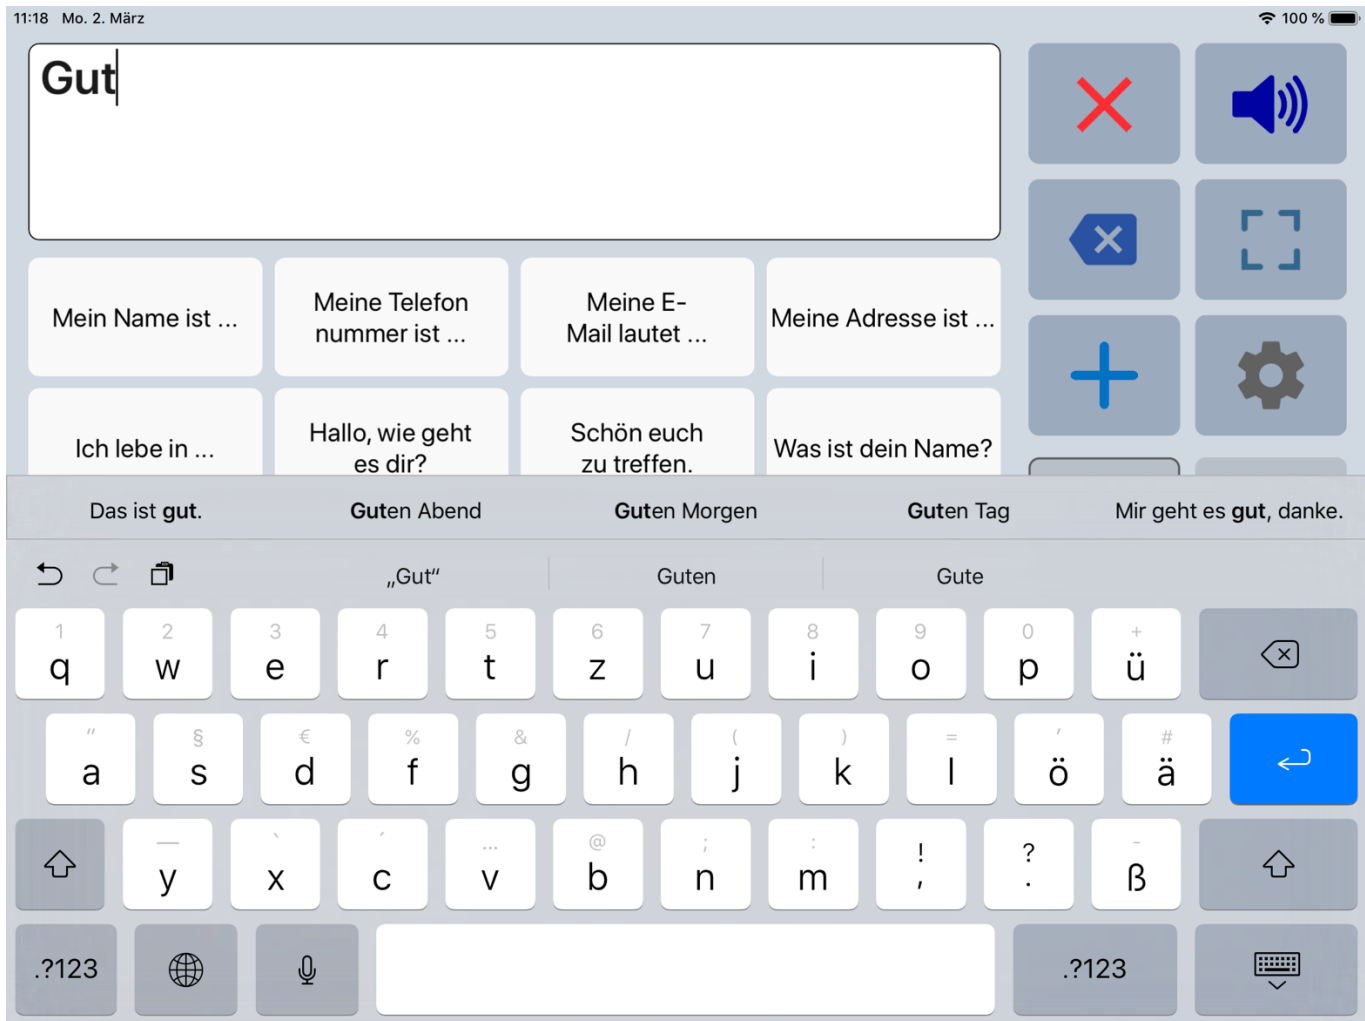 11:18 Mo. 2. März
100 %
Gut
Mein Name ist ...
Meine Telefon
nummer ist ...
Meine E-
Mail lautet ...
Meine Adresse ist ...
Ich lebe in ...
Hallo, wie geht
es dir?
Schön euch
zu treffen.
Was ist dein Name?
Das ist gut. Guten Abend Guten Morgen Guten Tag Mir geht es gut, danke.
„Gut“ Guten Gute
1 2 3 4 5 6 7 8 9 0 +
q w e r t z u i o p ü
" § € % & / ( ) = ' #
a s d f g h j k l ö ä
— ` ´ ... @ ; : ! ? -
y x c v b n m , . ß
.?123 .?123